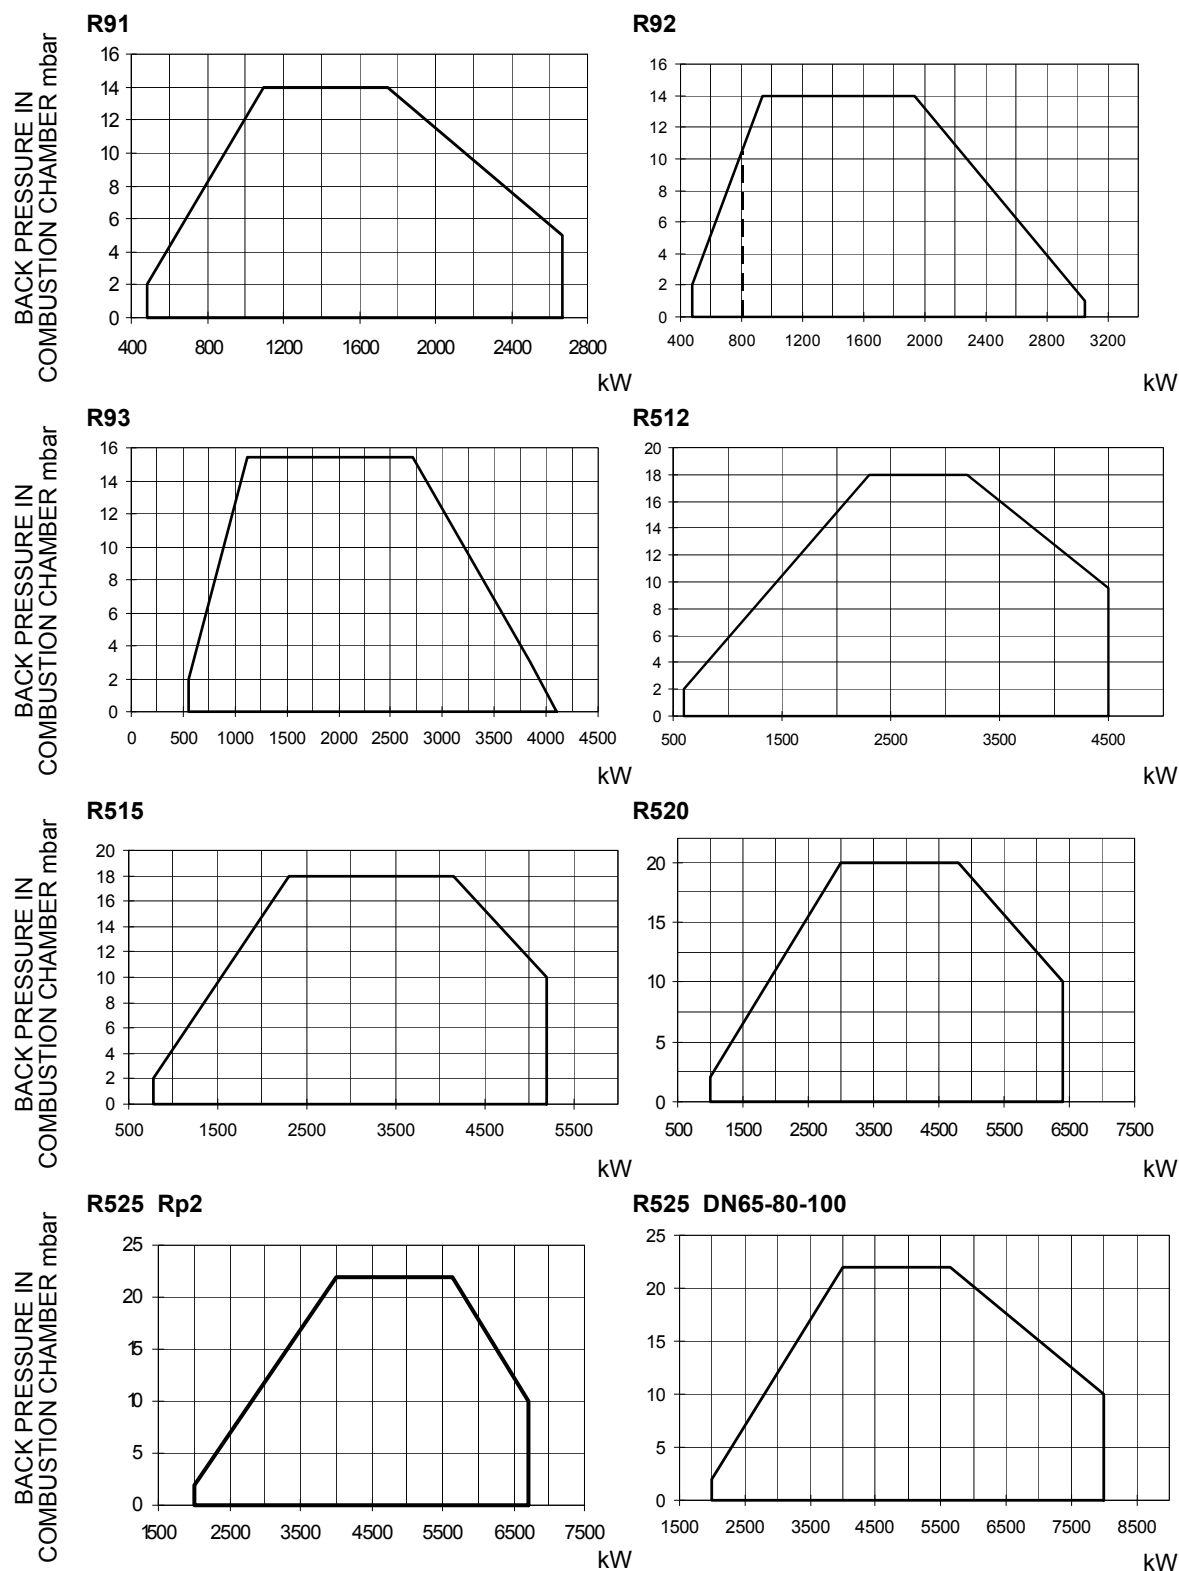 R91
BACK PRESSURE IN
COMBUSTION CHAMBER mbar
16
14
12
10
8
6
4
2
0
400 800 1200 1600 2000 2400 2800
kW
R92
16
14
12
10
8
6
4
2
0
400 800 1200 1600 2000 2400 2800 3200
kW
R93
BACK PRESSURE IN
COMBUSTION CHAMBER mbar
16
14
12
10
8
6
4
2
0
0 500 1000 1500 2000 2500 3000 3500 4000 4500
kW
R512
20
18
16
14
12
10
8
6
4
2
0
500 1500 2500 3500 4500
kW
R515
BACK PRESSURE IN
COMBUSTION CHAMBER mbar
20
18
16
14
12
10
8
6
4
2
0
500 1500 2500 3500 4500 5500
kW
R520
20
15
10
5
0
500 1500 2500 3500 4500 5500 6500 7500
kW
R525 Rp2
BACK PRESSURE IN
COMBUSTION CHAMBER mbar
25
20
15
10
5
0
1500 2500 3500 4500 5500 6500 7500
kW
R525 DN65-80-100
25
20
15
10
5
0
1500 2500 3500 4500 5500 6500 7500 8500
kW